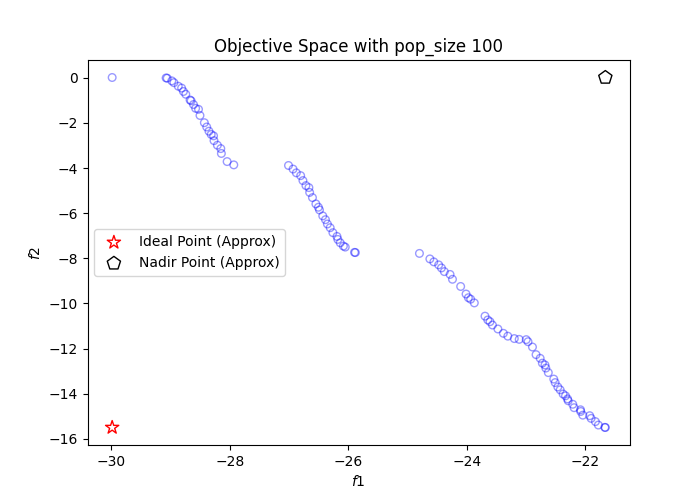 Objective Space with pop_size 100
f2
0
−2
−4
−6
−8
−10
−12
−14
−16
Ideal Point (Approx)
Nadir Point (Approx)
−30
−28
−26
−24
−22
f1